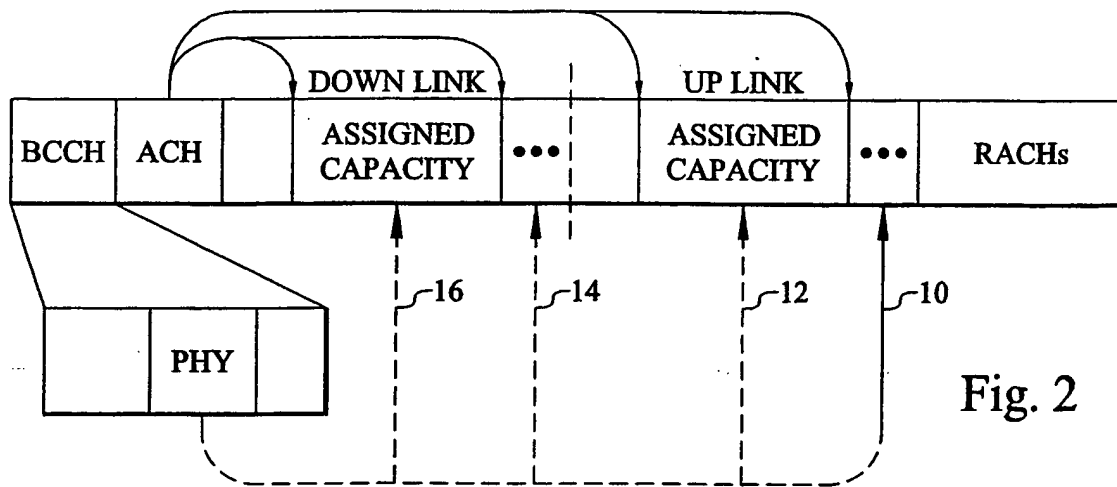 DOWN LINK
UP LINK
BCCH
ACH
ASSIGNED
CAPACITY
•••
ASSIGNED
CAPACITY
•••
RACHs
PHY
16
14
12
10
Fig. 2